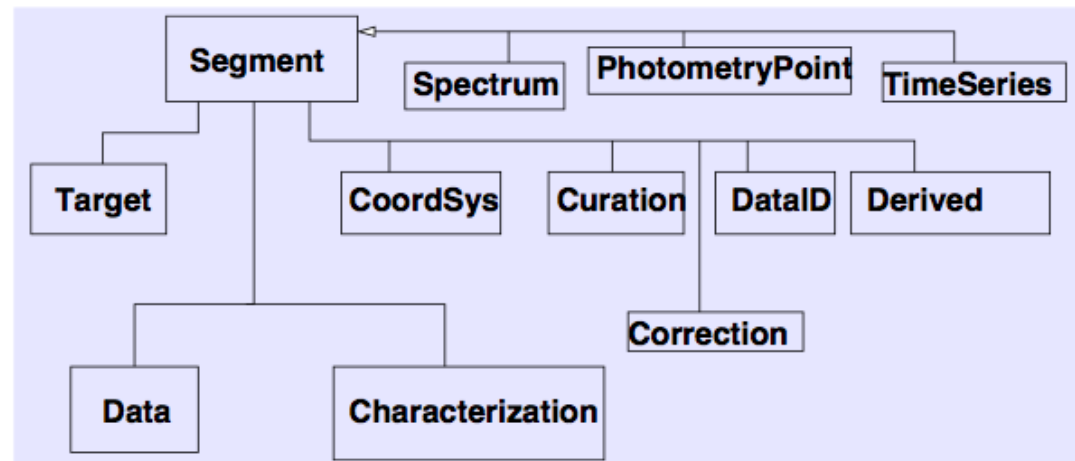 Segment
Spectrum
PhotometryPoint
TimeSeries
Target
CoordSys
Curation
DataID
Derived
Correction
Data
Characterization